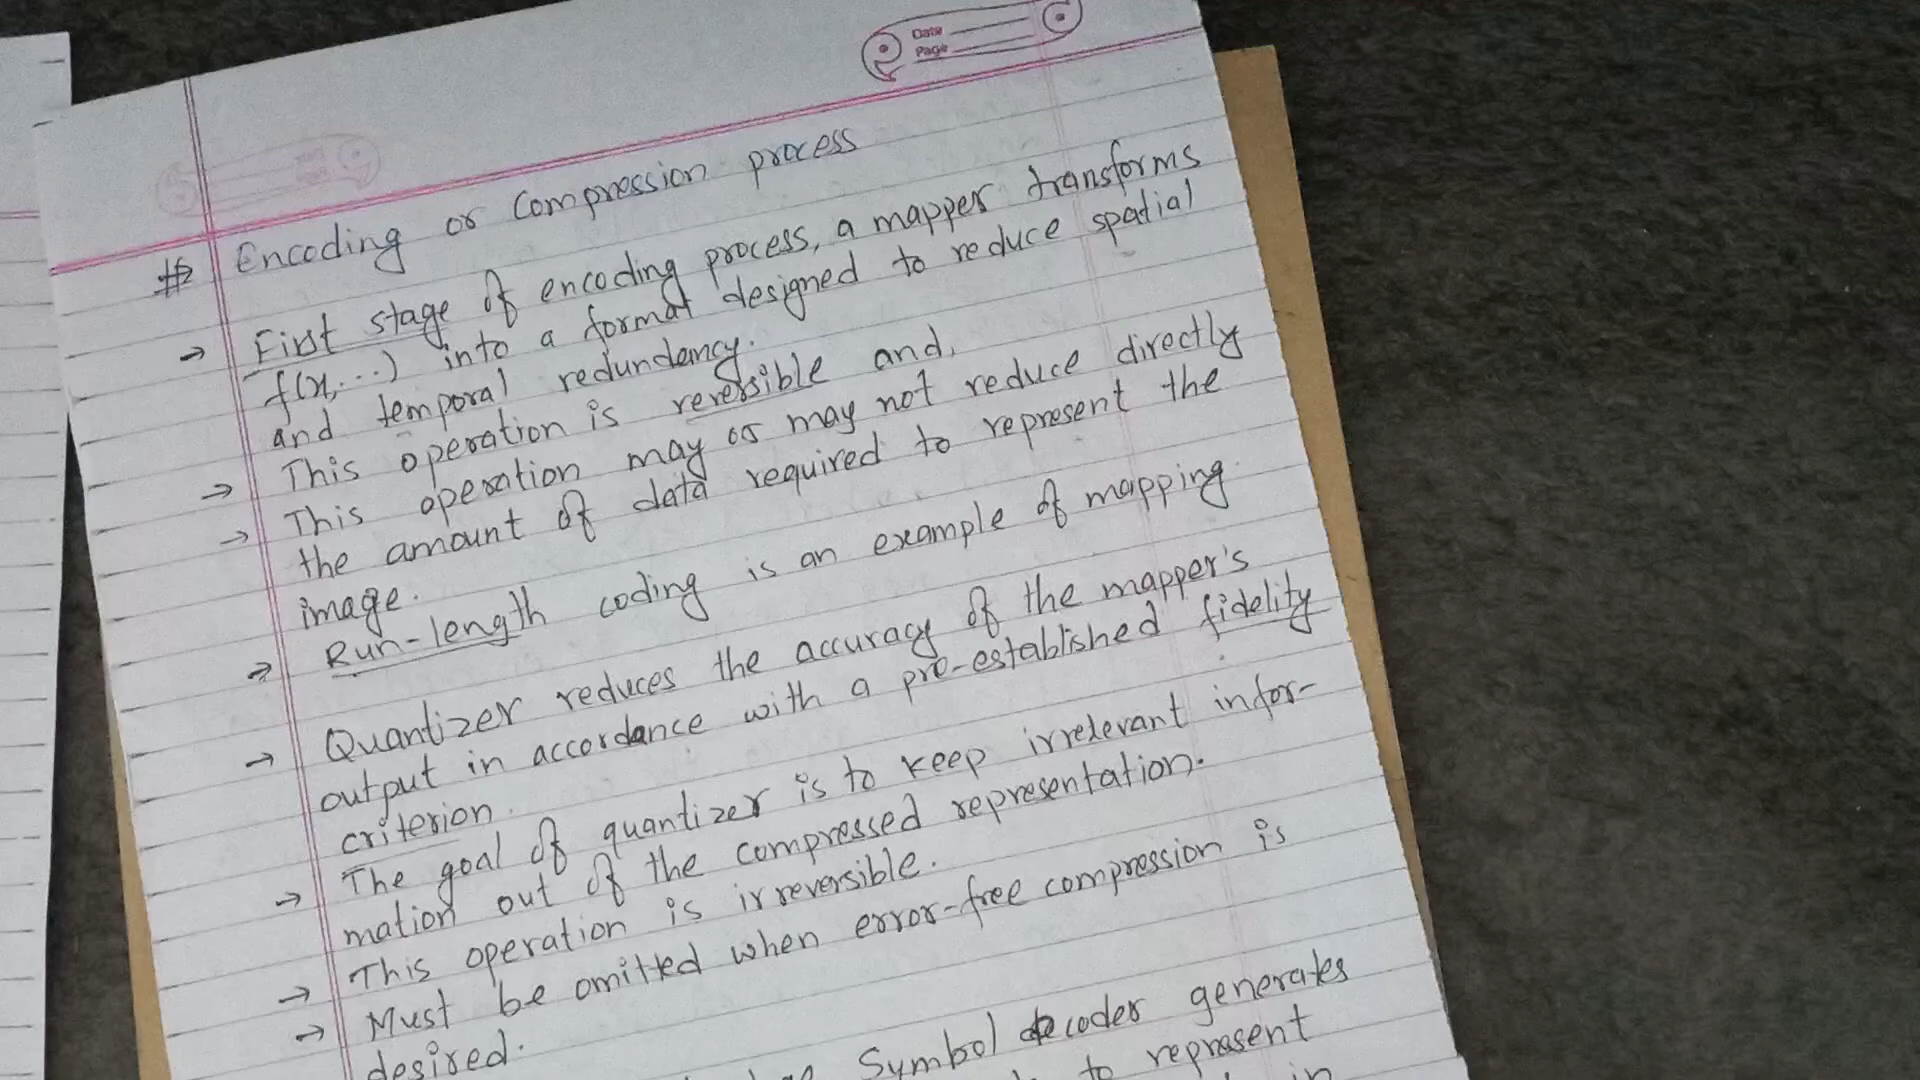 Date
Page
# Encoding or Compression process
→ First stage of encoding process, a mapper transforms
f(x,...) into a format designed to reduce spatial
and temporal redundancy.
→ This operation is reversible and,
→ This operation may or may not reduce directly
the amount of data required to represent the
image.
→ Run-length coding is an example of mapping.
→ Quantizer reduces the accuracy of the mapper's
output in accordance with a pre-established fidelity
criterion.
→ The goal of quantizer is to keep irrelevant infor-
mation out of the compressed representation.
→ This operation is irreversible.
→ Must be omitted when error-free compression is
desired.
Symbol decoder generates
to represent
in